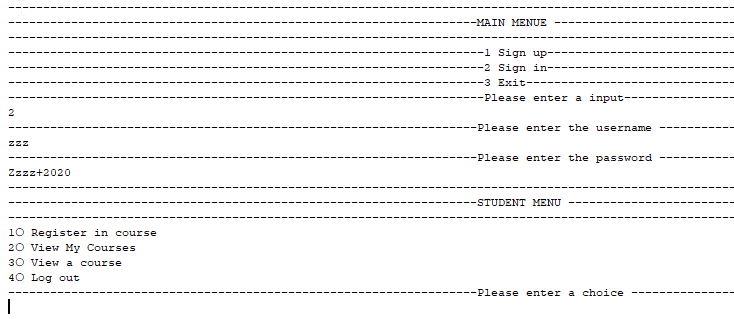 MAIN MENUE
1 Sign up
2 Sign in
3 Exit
Please enter a input
2
Please enter the username
zzz
Please enter the password
Zzzz+2020
STUDENT MENU
1○ Register in course
2○ View My Courses
3○ View a course
4○ Log out
Please enter a choice